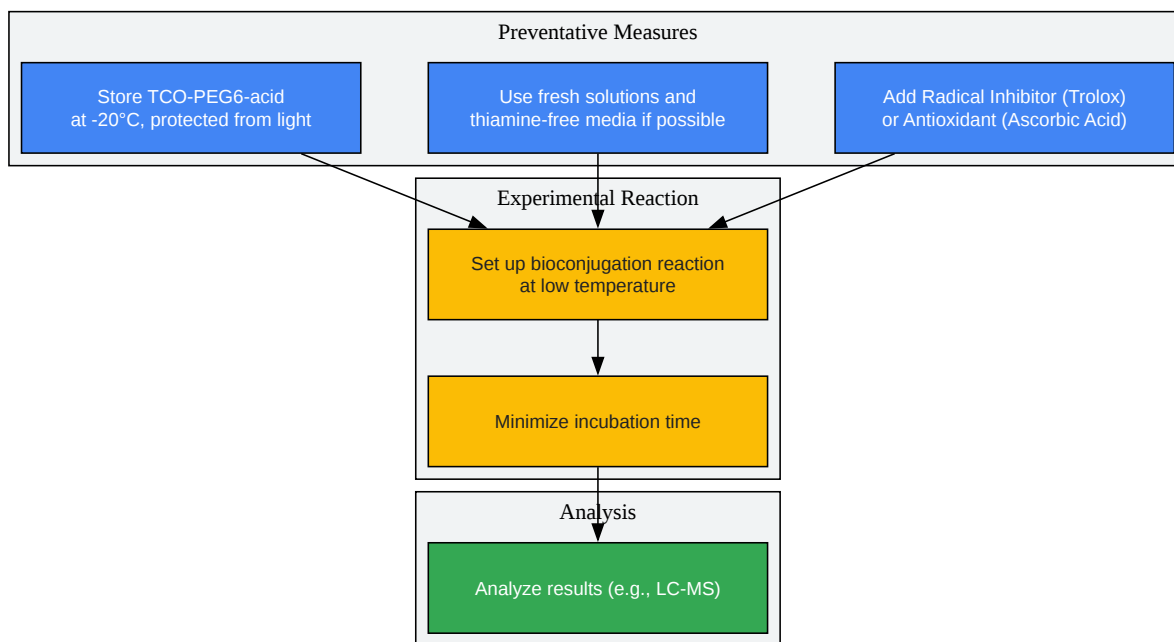 Preventative Measures
Store TCO-PEG6-acid
at -20°C, protected from light
Use fresh solutions and
thiamine-free media if possible
Add Radical Inhibitor (Trolox)
or Antioxidant (Ascorbic Acid)
Experimental Reaction
Set up bioconjugation reaction
at low temperature
Minimize incubation time
Analysis
Analyze results (e.g., LC-MS)